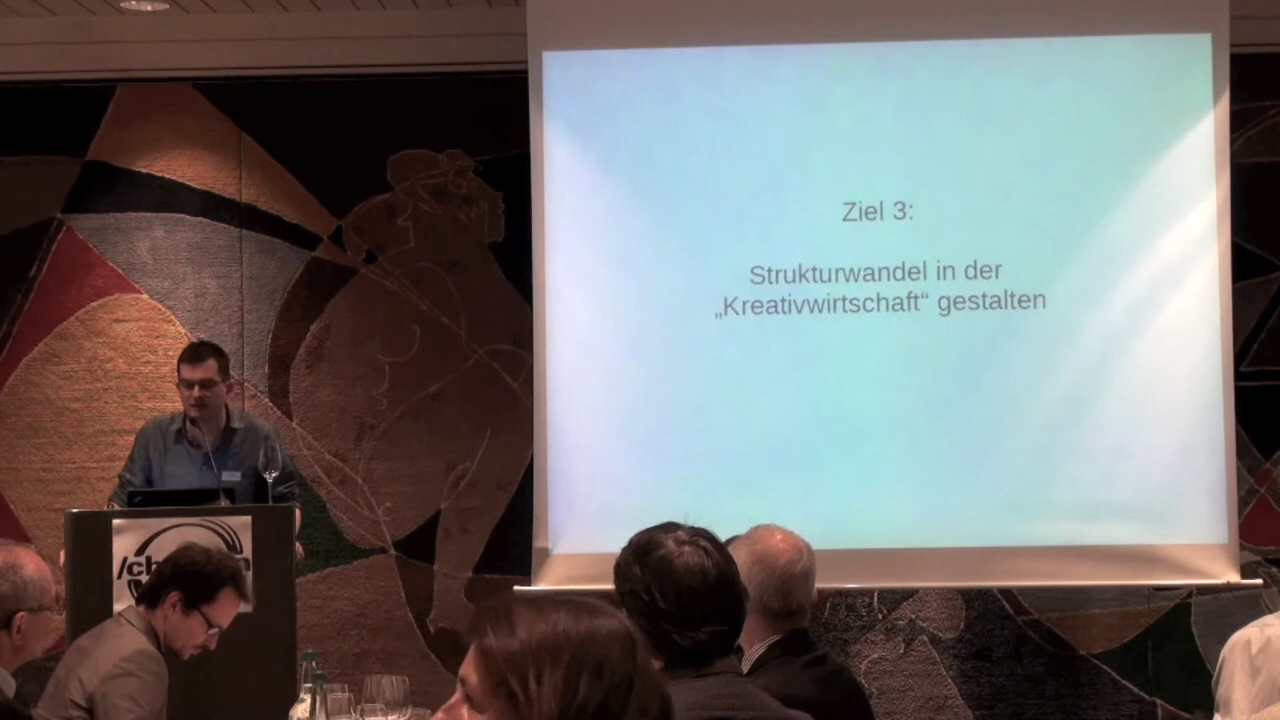 Ziel 3:
Strukturwandel in der
„Kreativwirtschaft“ gestalten